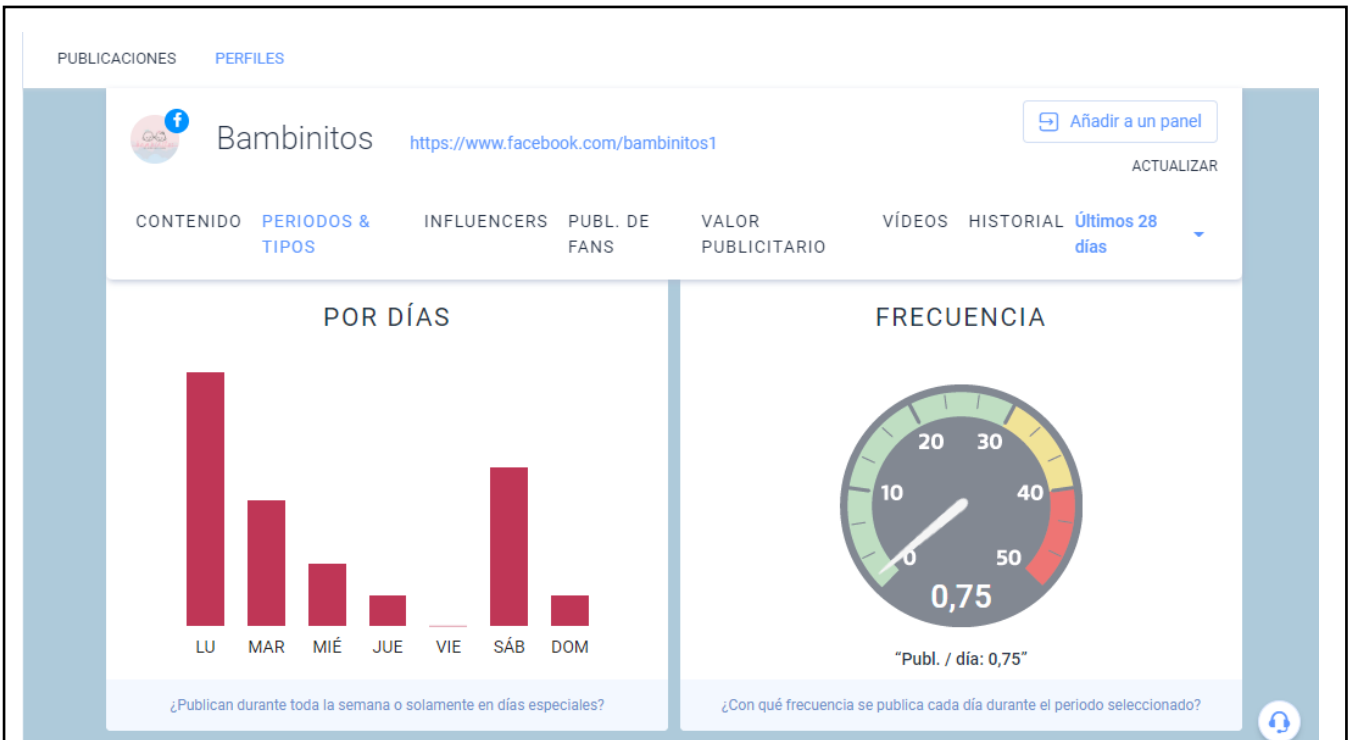 PUBLICACIONES PERFILES
Bambinitos https://www.facebook.com/bambinitos1
Añadir a un panel
ACTUALIZAR
CONTENIDO PERIODOS & INFLUENCERS PUBL. DE VALOR VÍDEOS HISTORIAL Últimos 28
TIPOS FANS PUBLICITARIO días
POR DÍAS
LU MAR MIÉ JUE VIE SÁB DOM
¿Publican durante toda la semana o solamente en días especiales?
FRECUENCIA
20 30
10 40
0 50
0,75
“Publ. / día: 0,75”
¿Con qué frecuencia se publica cada día durante el periodo seleccionado?